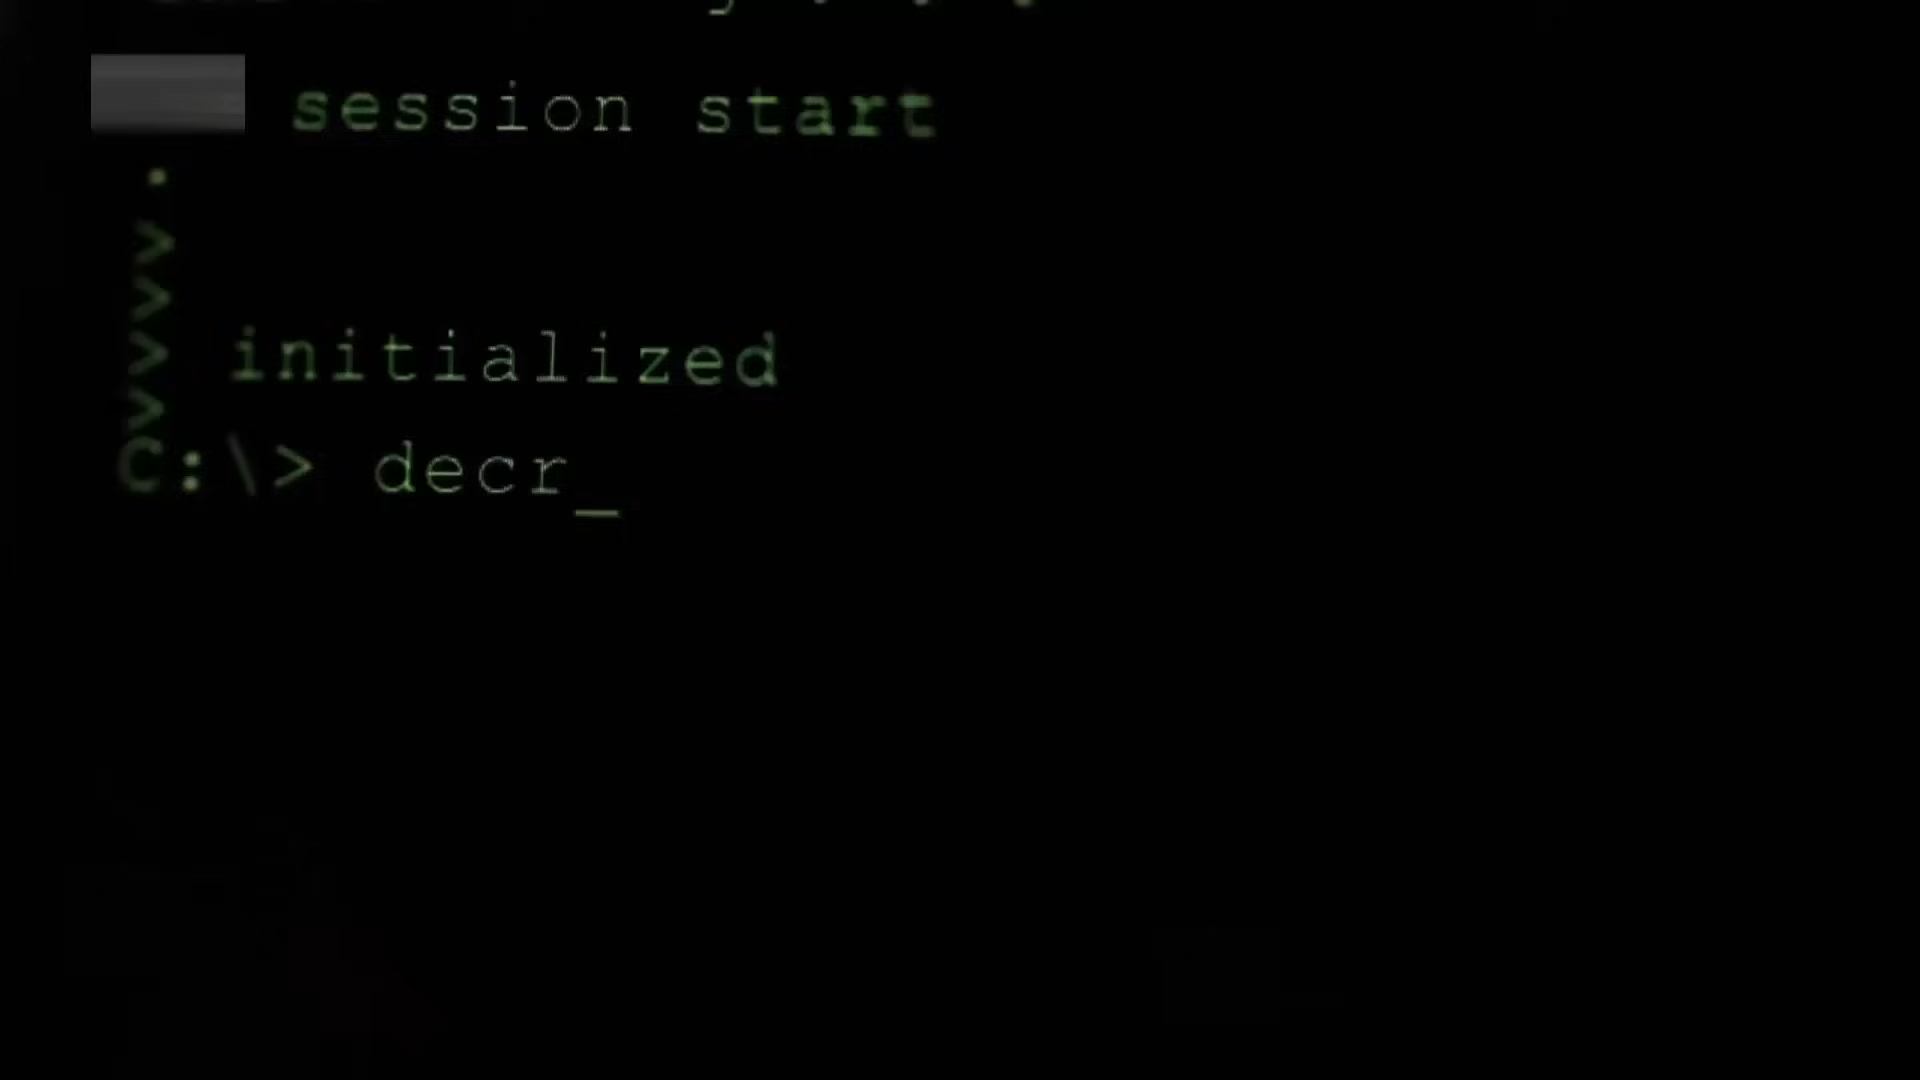 session start
.
>
>
> initialized
>
C:\> decr_